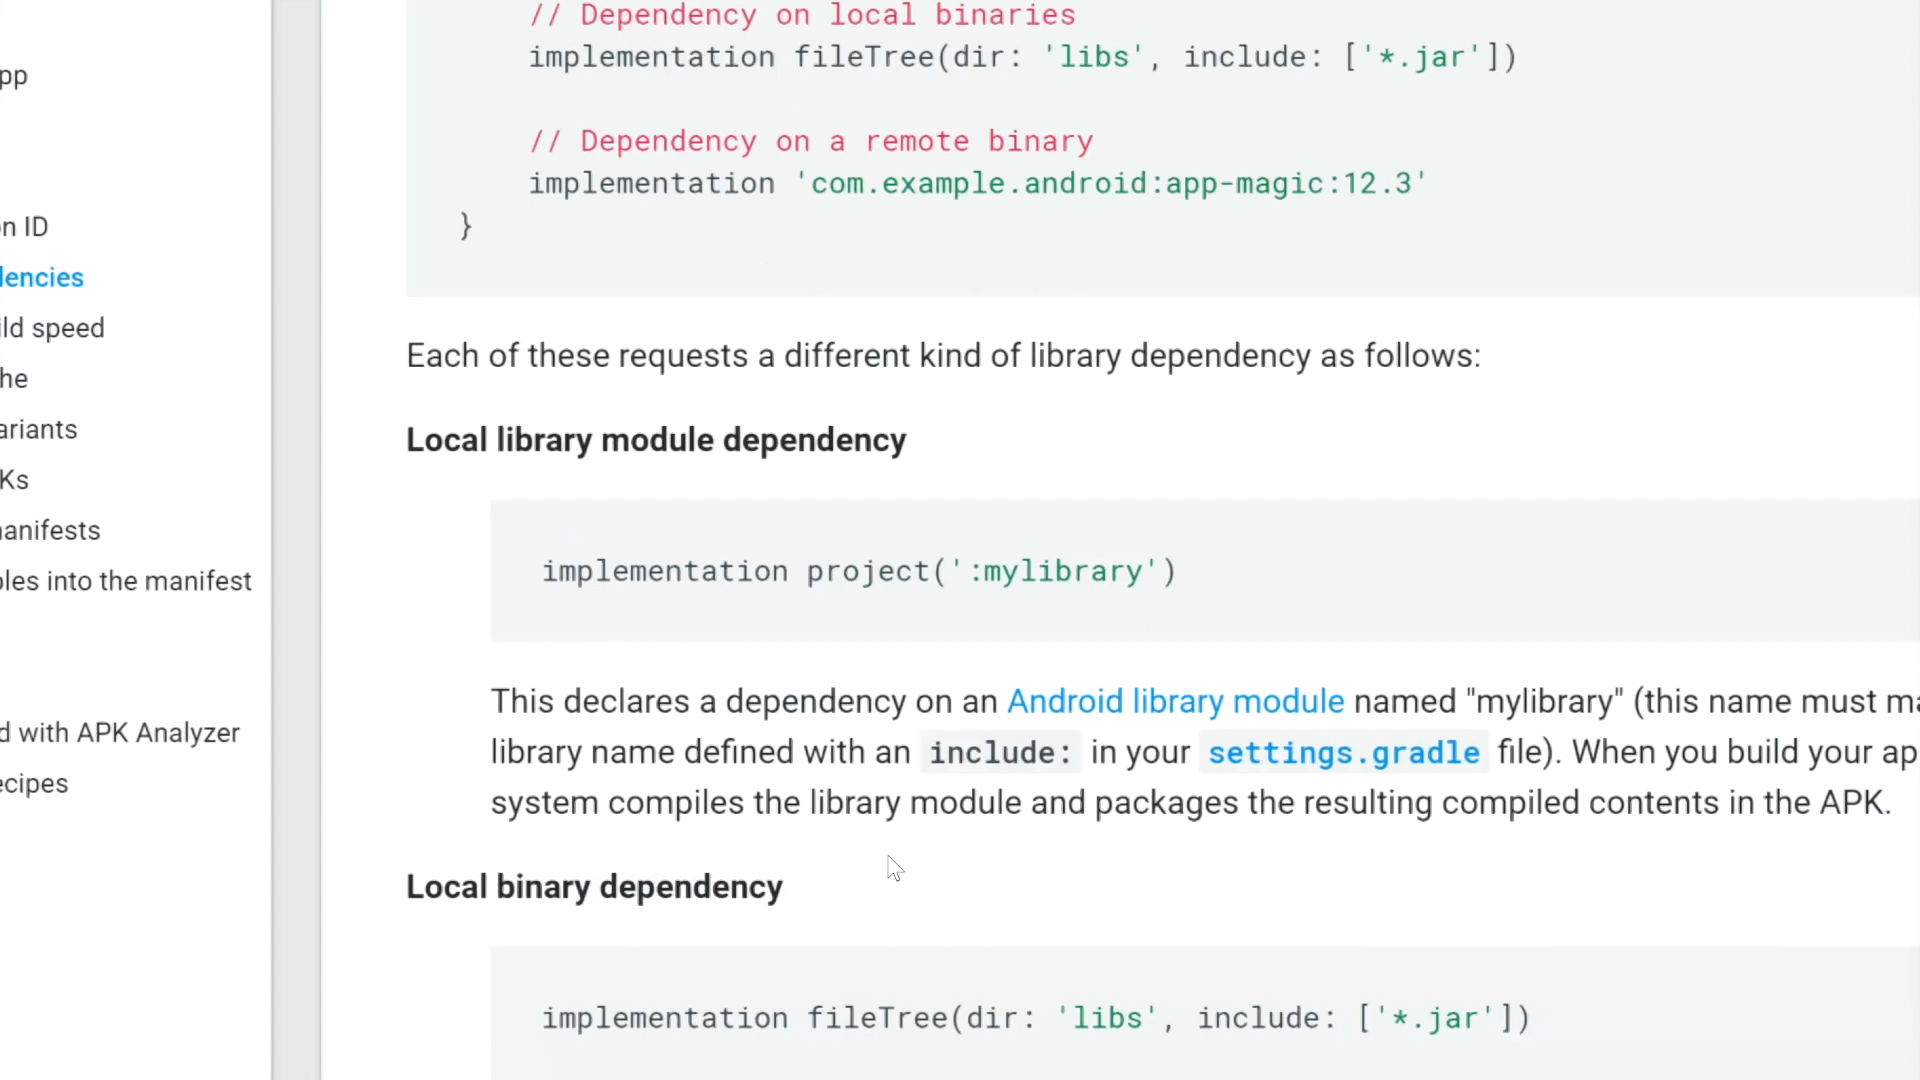 // Dependency on local binaries
implementation fileTree(dir: 'libs', include: ['*.jar'])
// Dependency on a remote binary
implementation 'com.example.android:app-magic:12.3'
}
Each of these requests a different kind of library dependency as follows:
Local library module dependency
implementation project(':mylibrary')
This declares a dependency on an Android library module named "mylibrary" (this name must ma
library name defined with an include: in your settings.gradle file). When you build your ap
system compiles the library module and packages the resulting compiled contents in the APK.
Local binary dependency
implementation fileTree(dir: 'libs', include: ['*.jar'])
pp
n ID
dencies
ild speed
he
ariants
Ks
anifests
bles into the manifest
d with APK Analyzer
ecipes